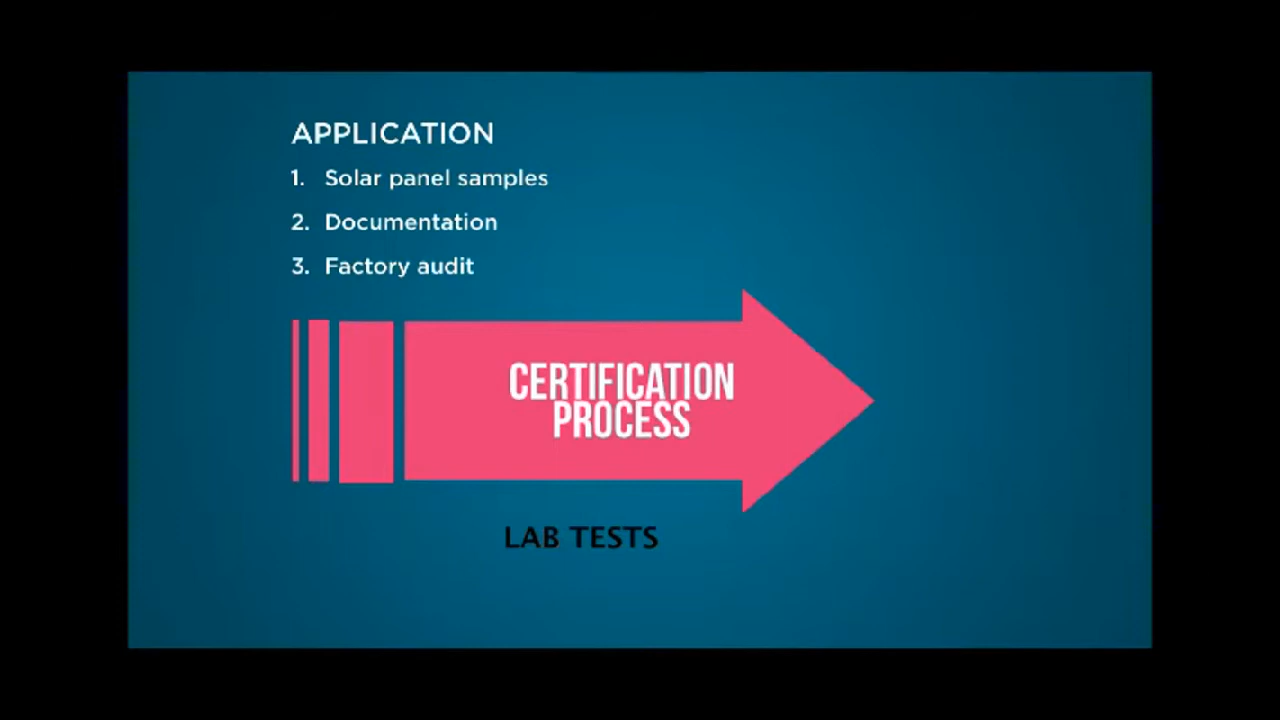 APPLICATION
1. Solar panel samples
2. Documentation
3. Factory audit
CERTIFICATION
PROCESS
LAB TESTS